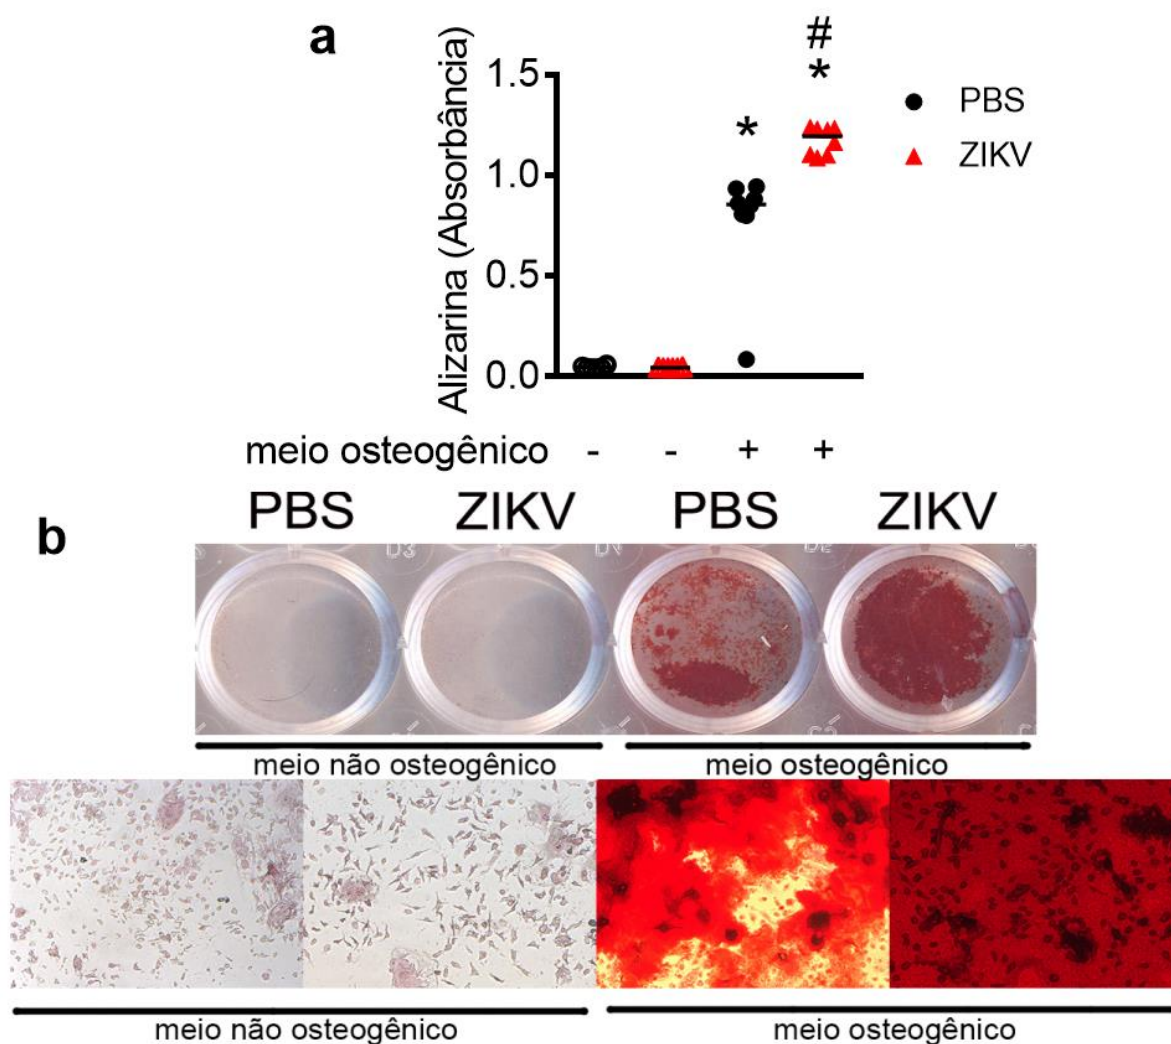 a
#
*
*
1.5
1.0
0.5
0.0
Alizarina (Absorbância)
PBS
ZIKV
meio osteogênico - - + +
b
PBS ZIKV PBS ZIKV
D3
meio não osteogênico meio osteogênico
meio não osteogênico meio osteogênico